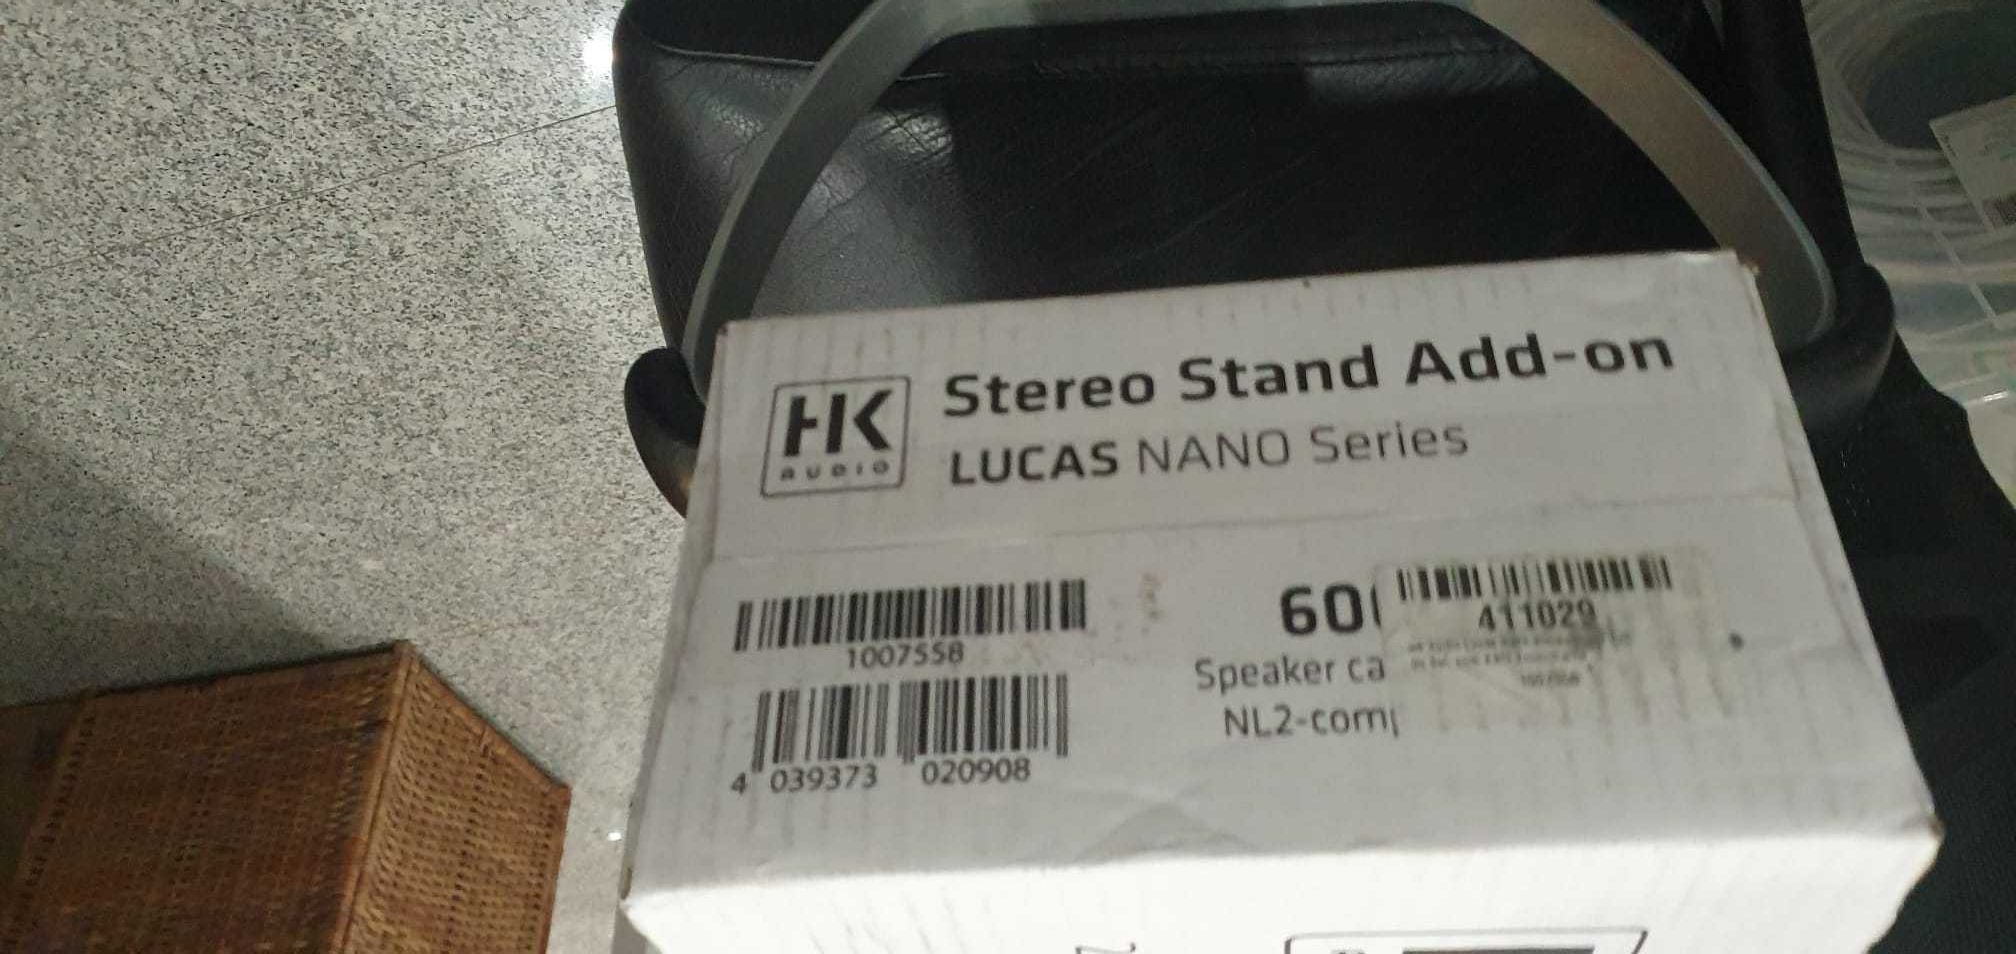 HK
AUDIO
Stereo Stand Add-on
LUCAS NANO Series
1007558
4 039373 020908
60
Speaker ca
NL2-com
411029